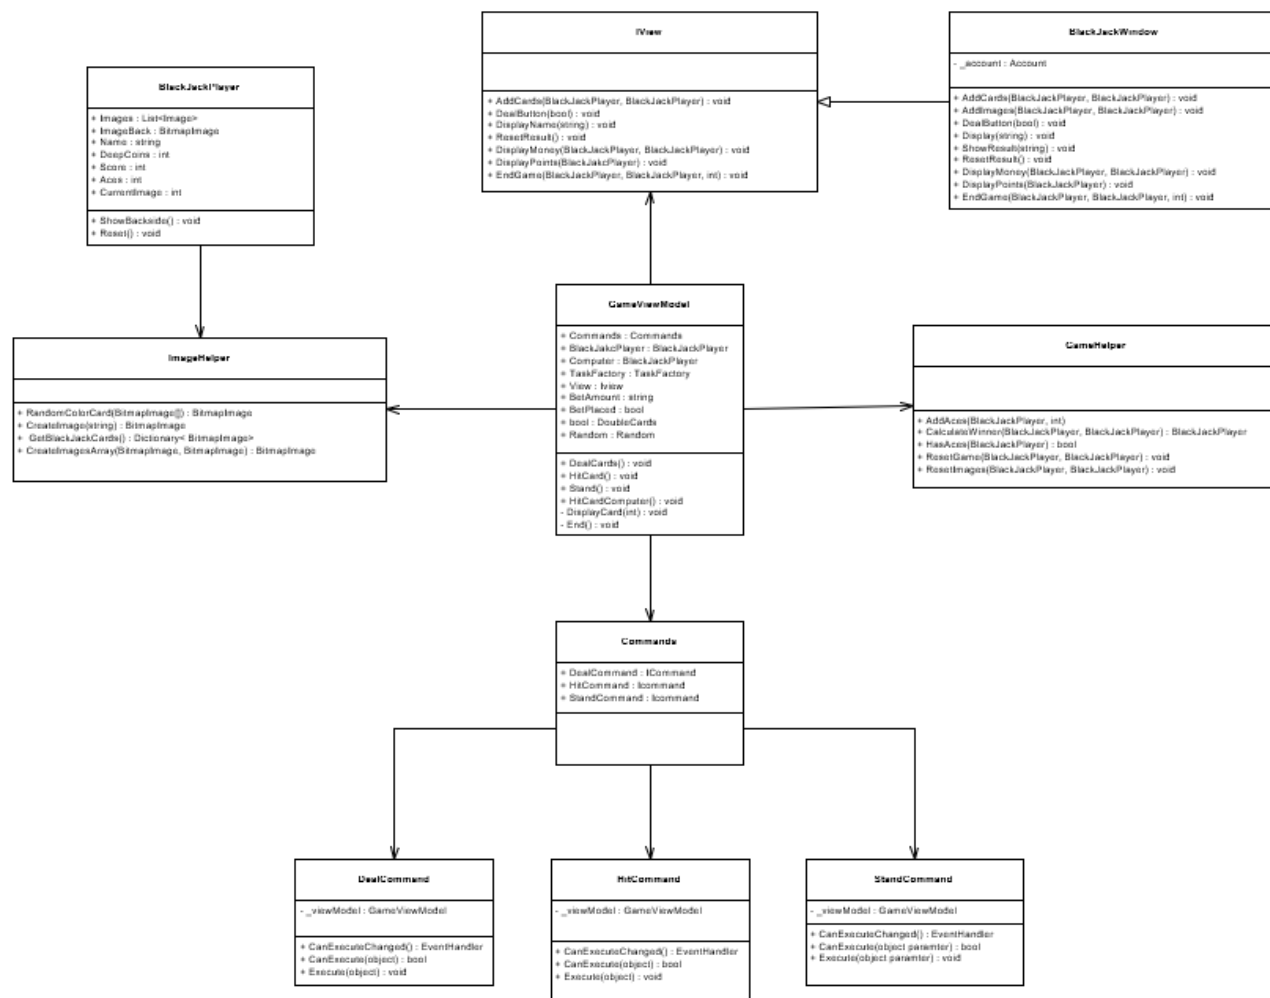 IView
+ AddCards(BlackJackPlayer, BlackJackPlayer) : void
+ DealButton(bool) : void
+ DisplayName(string) : void
+ ResetResult() : void
+ DisplayMoney(BlackJackPlayer, BlackJackPlayer) : void
+ DisplayPoints(BlackJakcPlayer) : void
+ EndGame(BlackJackPlayer, BlackJackPlayer, int) : void
BlackJackWindow
- _account : Account
+ AddCards(BlackJackPlayer, BlackJackPlayer) : void
+ AddImages(BlackJackPlayer, BlackJackPlayer) : void
+ DealButton(bool) : void
+ Display(string) : void
+ ShowResult(string) : void
+ ResetResult() : void
+ DisplayMoney(BlackJackPlayer, BlackJackPlayer) : void
+ DisplayPoints(BlackJackPlayer) : void
+ EndGame(BlackJackPlayer, BlackJackPlayer, int) : void
BlackJackPlayer
+ Images : List<Image>
+ ImageBack : BitmapImage
+ Name : string
+ DeepCoins : int
+ Score : int
+ Aces : int
+ CurrentImage : int
+ ShowBackside() : void
+ Reset() : void
ImageHelper
+ RandomColorCard(BitmapImage[]) : BitmapImage
+ CreateImage(string) : BitmapImage
+ GetBlackJackCards() : Dictionary< BitmapImage>
+ CreateImagesArray(BitmapImage, BitmapImage) : BitmapImage
GameViewModel
+ Commands : Commands
+ BlackJakcPlayer : BlackJackPlayer
+ Computer : BlackJackPlayer
+ TaskFactory : TaskFactory
+ View : Iview
+ BetAmount : string
+ BetPlaced : bool
+ bool : DoubleCards
+ Random : Random
+ DealCards() : void
+ HitCard() : void
+ Stand() : void
+ HitCardComputer() : void
- DisplayCard(int) : void
- End() : void
GameHelper
+ AddAces(BlackJackPlayer, int)
+ CalculateWinner(BlackJackPlayer, BlackJackPlayer) : BlackJackPlayer
+ HasAces(BlackJackPlayer) : bool
+ ResetGame(BlackJackPlayer, BlackJackPlayer) : void
+ ResetImages(BlackJackPlayer, BlackJackPlayer) : void
Commands
+ DealCommand : ICommand
+ HitCommand : Icommand
+ StandCommand : Icommand
DealCommand
- _viewModel : GameViewModel
+ CanExecuteChanged() : EventHandler
+ CanExecute(object) : bool
+ Execute(object) : void
HitCommand
- _viewModel : GameViewModel
+ CanExecuteChanged() : EventHandler
+ CanExecute(object) : bool
+ Execute(object) : void
StandCommand
- _viewModel : GameViewModel
+ CanExecuteChanged() : EventHandler
+ CanExecute(object paramter) : bool
+ Execute(object paramter) : void